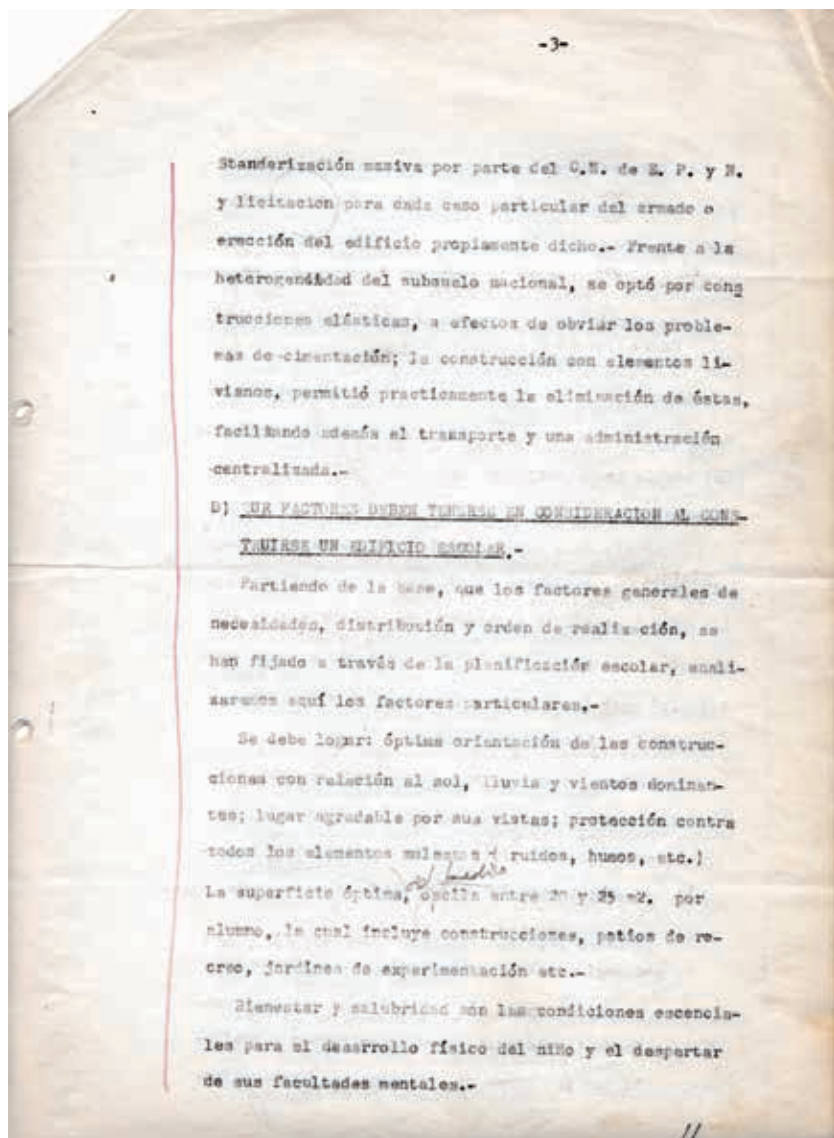 -3-
Standerización masiva por parte del C.N. de E. P. y N.
y licitacion para cada caso particular del armado o
erección del edificio propiamente dicho.- Frente a la
del subsuelo nacional, se optó por cons
trucciones elásticas, a efectos de obviar los proble-
mas de cimentación; la construcción con elementos li-
vianos, permitió practicamente la eliminación de éstas,
además el transporte y una administración
centralizada.-
D) QUE FACTORES DEBEN TENERSE EN CONSIDERACION AL CONS-
TRUIRSE UN EDIFICIO ESCOLAR.-
Partiendo de la base, que los factores generales de
necesidades, distribución y orden de realización, se
han fijado a través de la planificación escolar, anali-
zaremos aquí los factores particulares.-
Se debe logar: óptima orientación de las construc-
ciones con relación al sol, lluvia y vientos dominan-
tes; lugar agradable por sus vistas; protección contra
todos los elementos molestos ( ruidos, humos, etc.)
La superficie óptima, oscila entre 20 y 25 m2. por
alumno, la cual incluye construcciones, patios de re-
creo, jardines de experimentación etc.-
Bienestar y salubridad son las condiciones escencia-
les para el desarrollo físico del niño y el despertar
de sus facultades mentales.-